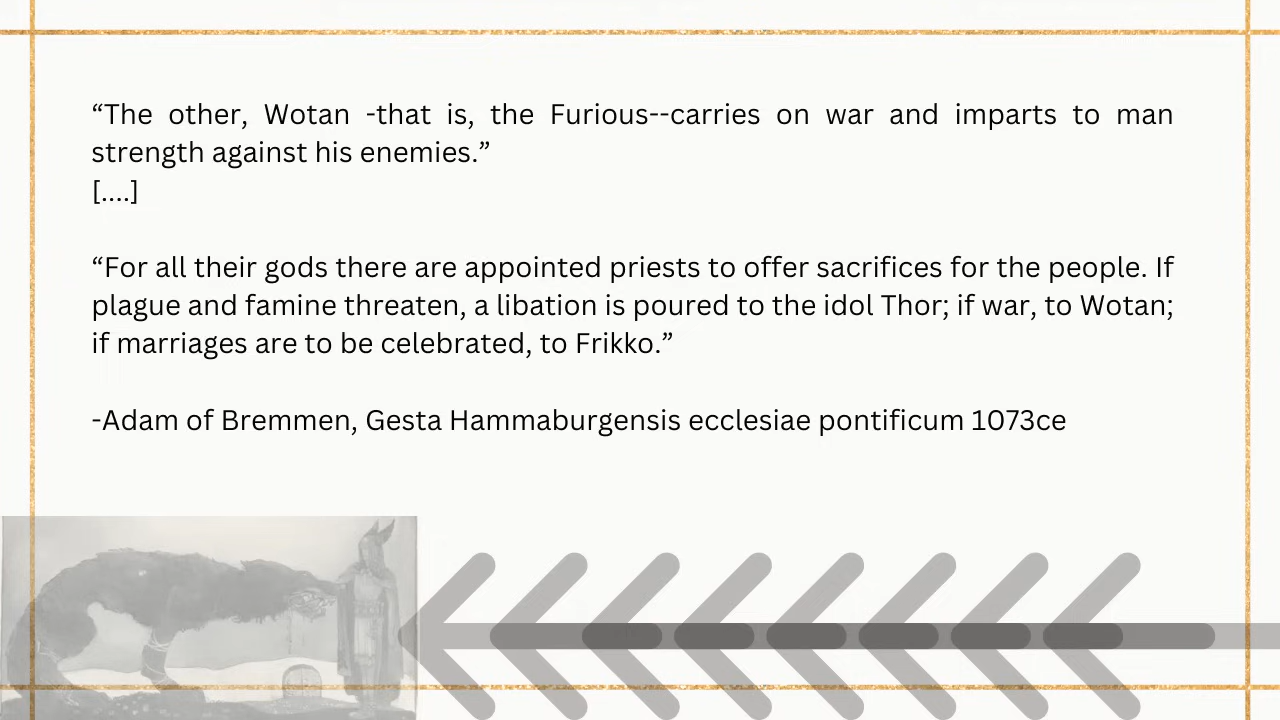 “The other, Wotan -that is, the Furious--carries on war and imparts to man
strength against his enemies.”
[....]
“For all their gods there are appointed priests to offer sacrifices for the people. If
plague and famine threaten, a libation is poured to the idol Thor; if war, to Wotan;
if marriages are to be celebrated, to Frikko.”
-Adam of Bremmen, Gesta Hammaburgensis ecclesiae pontificum 1073ce